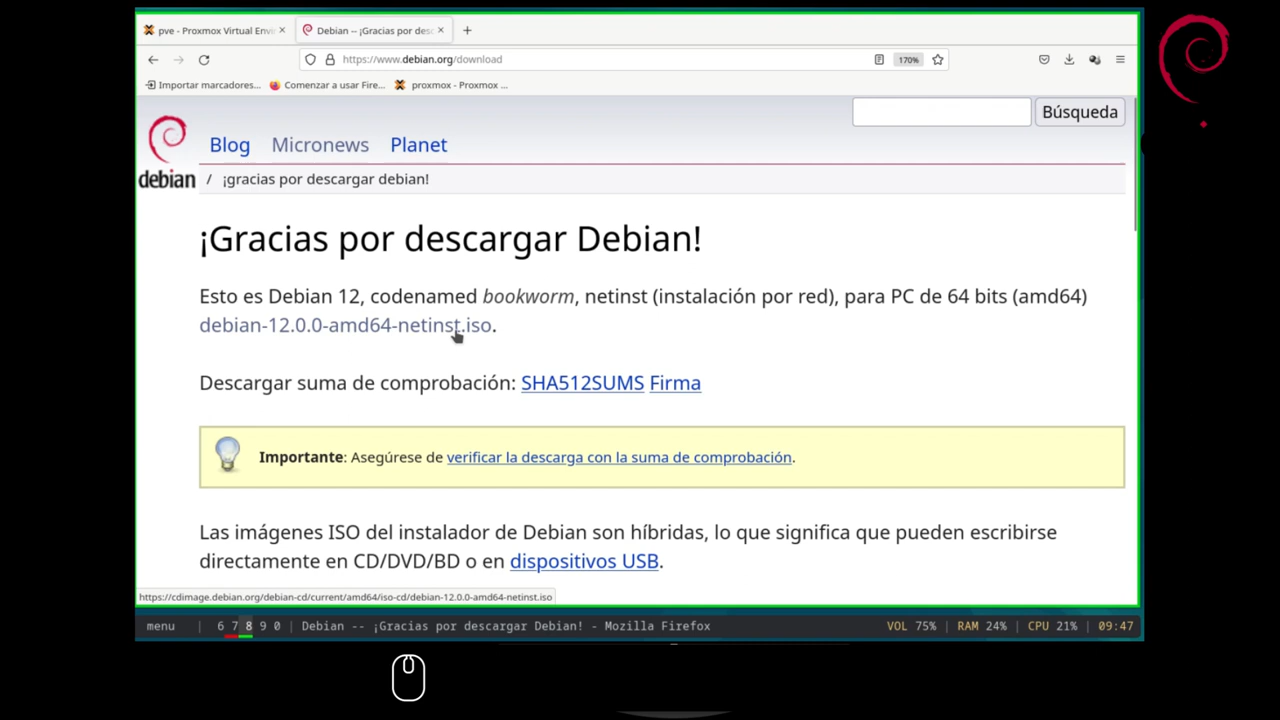 pve - Proxmox Virtual Envi
Debian -- ¡Gracias por desc
https://www.debian.org/download
170%
Importar marcadores...
Comenzar a usar Fire...
proxmox - Proxmox ...
Búsqueda
Blog
Micronews
Planet
debian
/ ¡gracias por descargar debian!
¡Gracias por descargar Debian!
Esto es Debian 12, codenamed bookworm, netinst (instalación por red), para PC de 64 bits (amd64)
debian-12.0.0-amd64-netinst.iso.
Descargar suma de comprobación: SHA512SUMS Firma
Importante: Asegúrese de verificar la descarga con la suma de comprobación.
Las imágenes ISO del instalador de Debian son híbridas, lo que significa que pueden escribirse
directamente en CD/DVD/BD o en dispositivos USB.
https://cdimage.debian.org/debian-cd/current/amd64/iso-cd/debian-12.0.0-amd64-netinst.iso
menu | 6 7 8 9 0 | Debian -- ¡Gracias por descargar Debian! - Mozilla Firefox
VOL 75% | RAM 24% | CPU 21% | 09:47